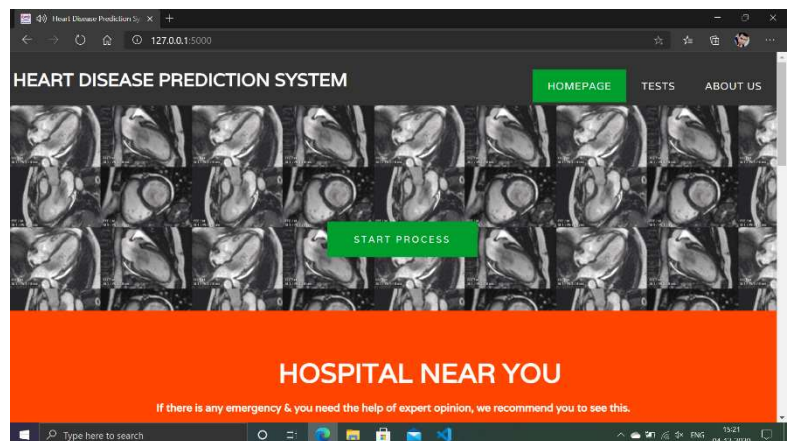 Heart Disease Prediction Sy
127.0.0.1:5000
HEART DISEASE PREDICTION SYSTEM
HOMEPAGE
TESTS
ABOUT US
START PROCESS
HOSPITAL NEAR YOU
If there is any emergency & you need the help of expert opinion, we recommend you to see this.
Type here to search
ENG
15:21